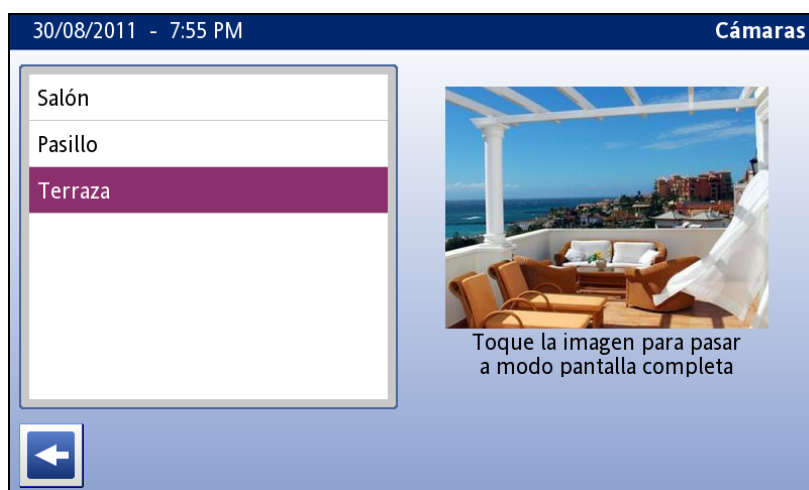 30/08/2011 - 7:55 PM
Cámaras
Salón
Pasillo
Terraza
Toque la imagen para pasar
a modo pantalla completa